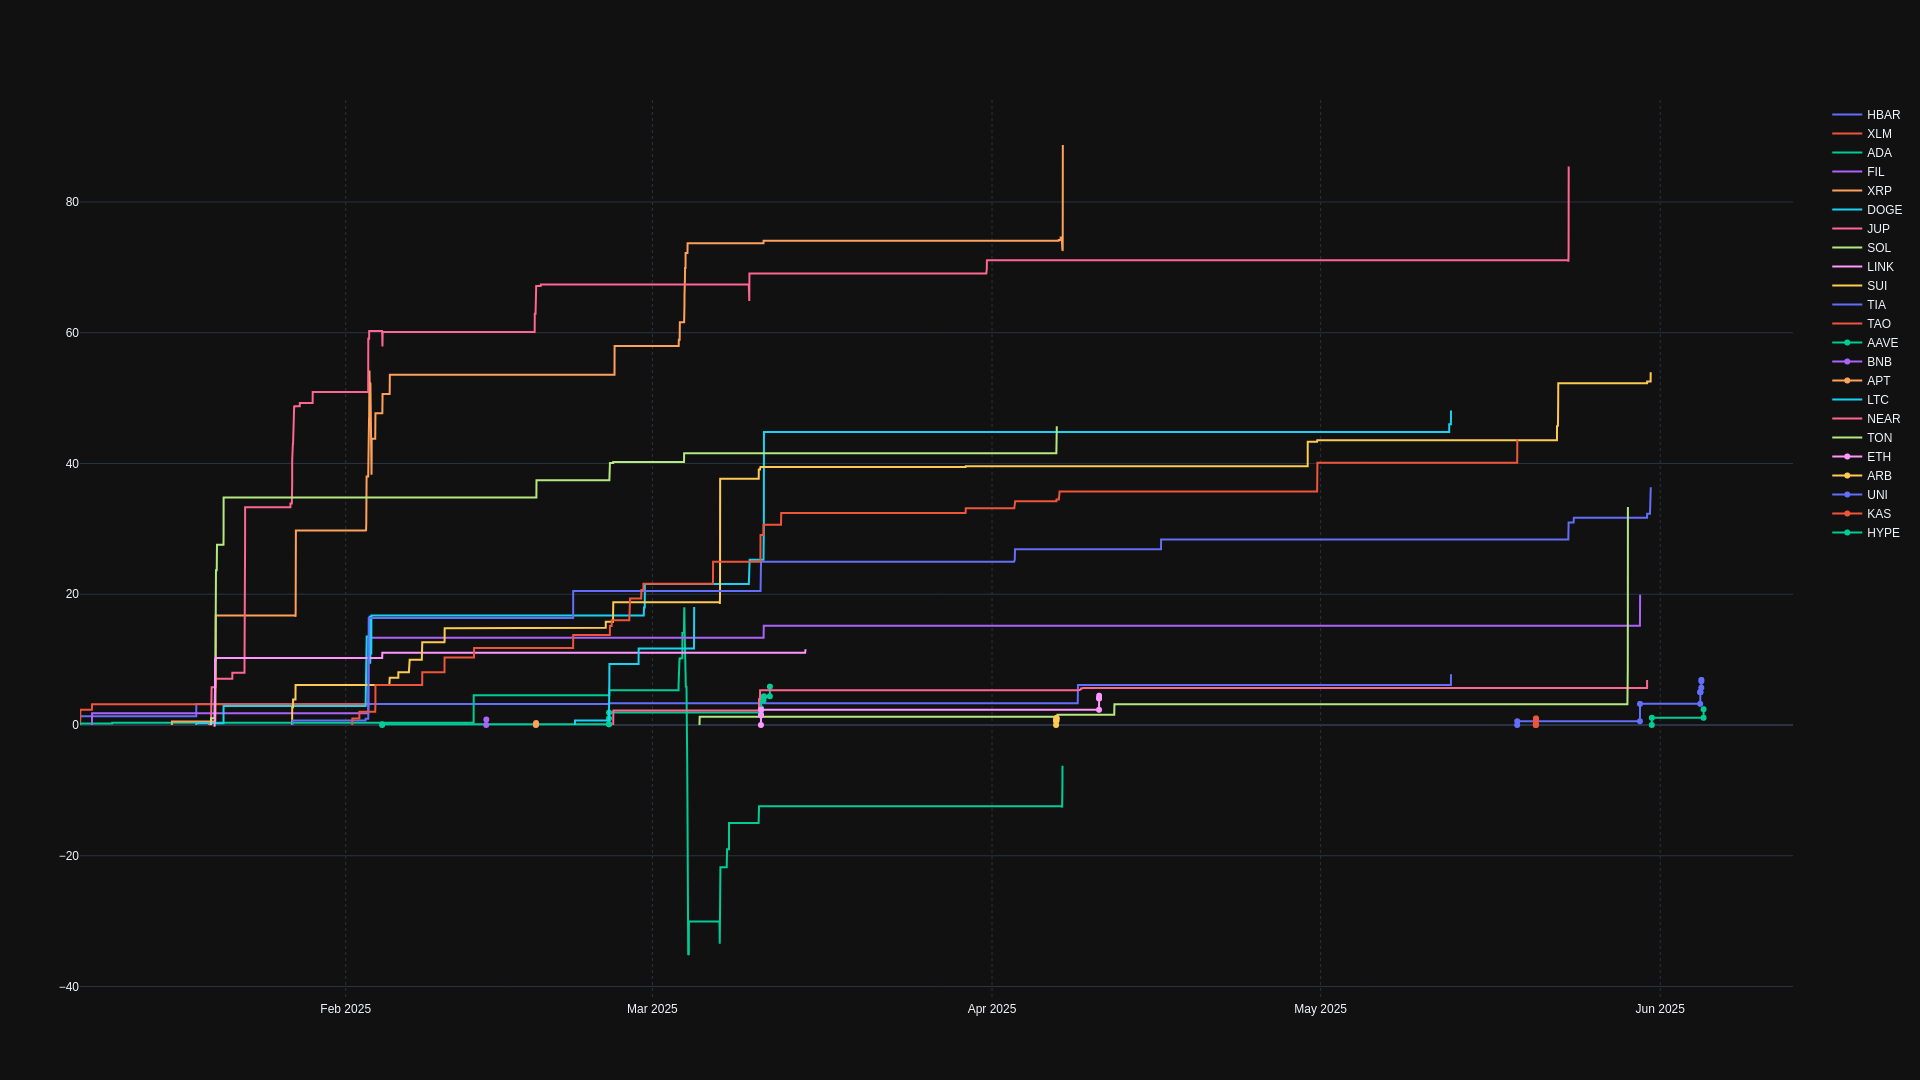 80
60
40
20
0
−20
−40
Feb 2025
Mar 2025
Apr 2025
May 2025
Jun 2025
HBAR
XLM
ADA
FIL
XRP
DOGE
JUP
SOL
LINK
SUI
TIA
TAO
AAVE
BNB
APT
LTC
NEAR
TON
ETH
ARB
UNI
KAS
HYPE